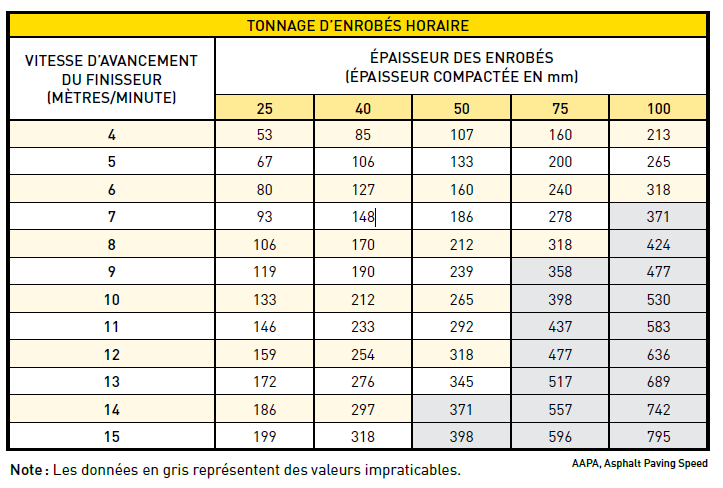 TONNAGE D'ENROBÉS HORAIRE
VITESSE D'AVANCEMENT
DU FINISSEUR
(MÈTRES/MINUTE)
ÉPAISSEUR DES ENROBÉS
(ÉPAISSEUR COMPACTÉE EN mm)
25 40 50 75 100
4 53 85 107 160 213
5 67 106 133 200 265
6 80 127 160 240 318
7 93 148 186 278 371
8 106 170 212 318 424
9 119 190 239 358 477
10 133 212 265 398 530
11 146 233 292 437 583
12 159 254 318 477 636
13 172 276 345 517 689
14 186 297 371 557 742
15 199 318 398 596 795
Note : Les données en gris représentent des valeurs impraticables.
AAPA, Asphalt Paving Speed